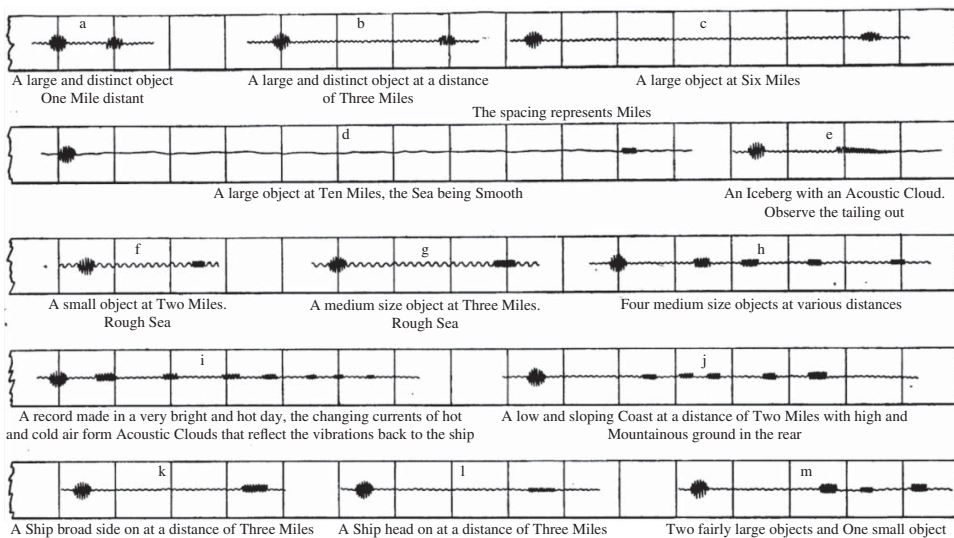 a
b
c
A large and distinct object
One Mile distant
A large and distinct object at a distance
of Three Miles
A large object at Six Miles
The spacing represents Miles
d
e
A large object at Ten Miles, the Sea being Smooth
An Iceberg with an Acoustic Cloud.
Observe the tailing out
f
g
h
A small object at Two Miles.
Rough Sea
A medium size object at Three Miles.
Rough Sea
Four medium size objects at various distances
i
j
A record made in a very bright and hot day, the changing currents of hot
and cold air form Acoustic Clouds that reflect the vibrations back to the ship
A low and sloping Coast at a distance of Two Miles with high and
Mountainous ground in the rear
k
l
m
A Ship broad side on at a distance of Three Miles
A Ship head on at a distance of Three Miles
Two fairly large objects and One small object